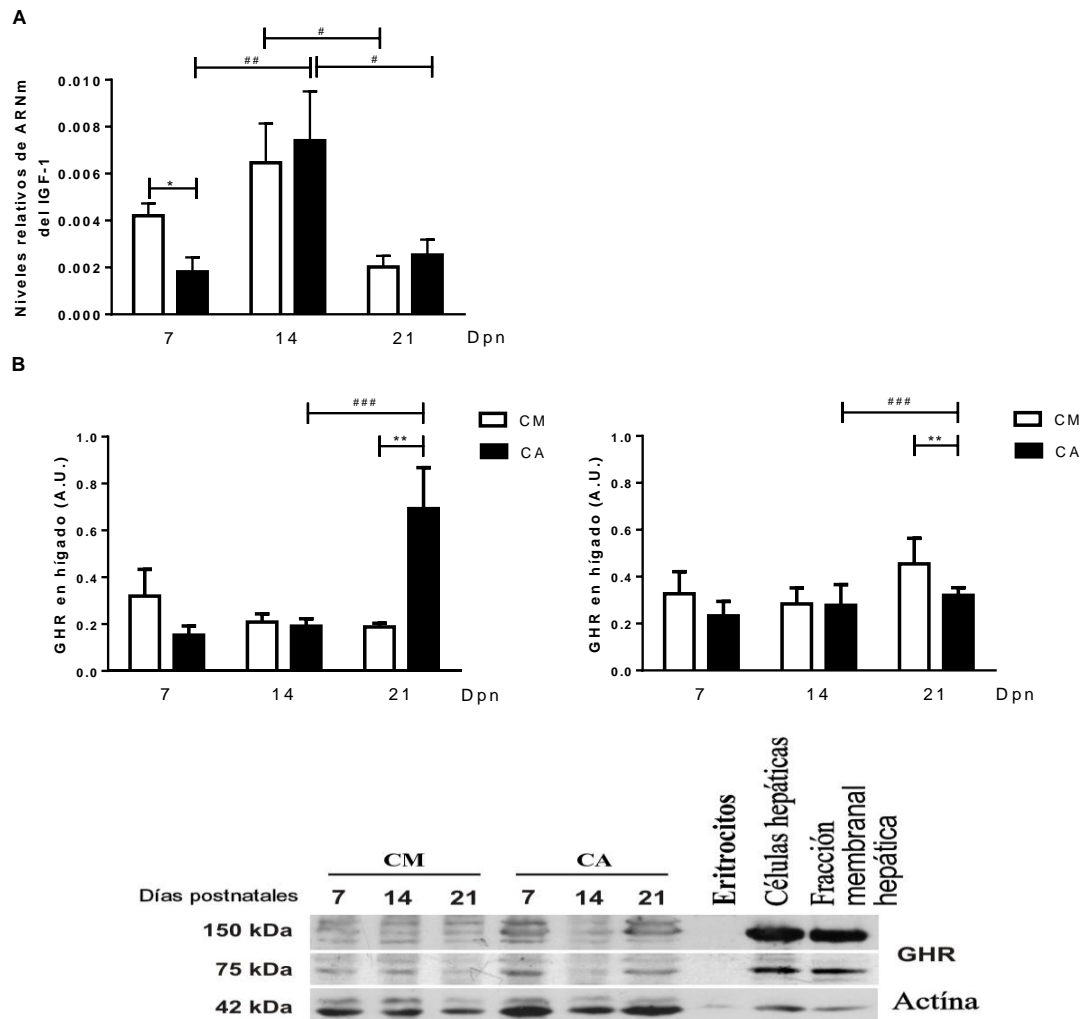 A
#
##
#
Niveles relativos de ARNm
del IGF-1
0.010
0.008
0.006
0.004
0.002
0.000
*
7
14
21
Dpn
B
###
**
CM
CA
GHR en hígado (A.U.)
1.0
0.8
0.6
0.4
0.2
0.0
7
14
21
Dpn
###
**
CM
CA
GHR en hígado (A.U.)
1.0
0.8
0.6
0.4
0.2
0.0
7
14
21
Dpn
CM
CA
Eritrocitos
Células hepáticas
Fracción
membranal
hepática
Días postnatales
7 14 21 7 14 21
150 kDa
75 kDa
42 kDa
GHR
Actína